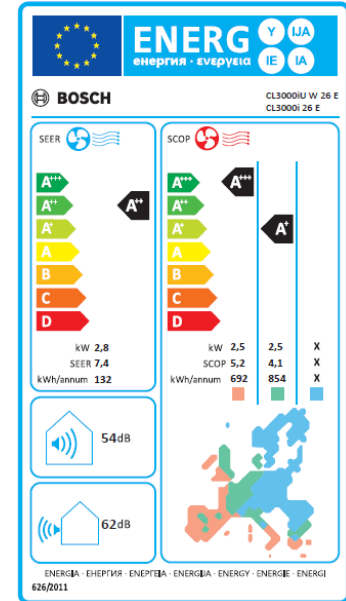 ENERG
енергия · ενεργεια
Y IJA
IE IA
BOSCH
CL3000iU W 26 E
CL3000i 26 E
SEER
A+++
A++
A+
A
B
C
D
A++
kW 2,8
SEER 7,4
kWh/annum 132
SCOP
A+++
A++
A+
A
B
C
D
A+++
A+
kW 2,5 2,5 X
SCOP 5,2 4,1 X
kWh/annum 692 854 X
54dB
62dB
ENERGIA · ЕНЕРГИЯ · ΕΝΕΡΓΕΙΑ · ENERGIJA · ENERGY · ENERGIE · ENERGI
626/2011